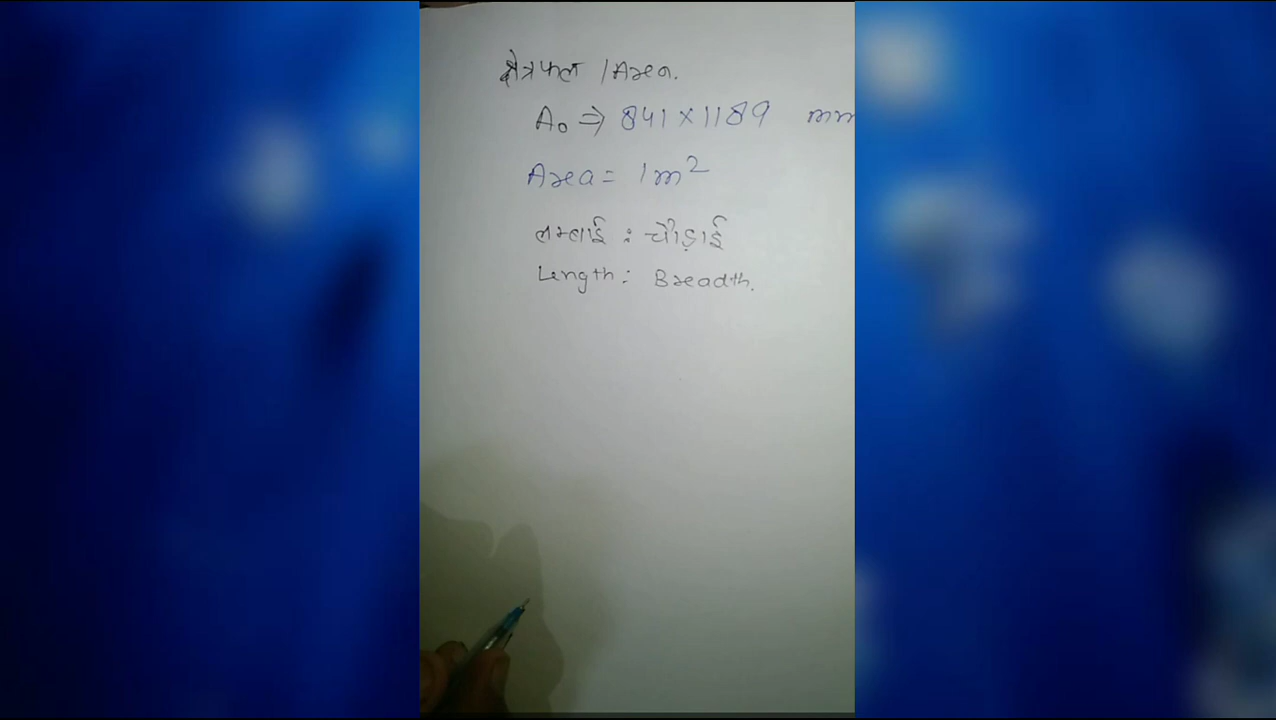 क्षेत्रफल / Area.
A₀ ⇒ 841 × 1189 mm
Area = 1m²
लम्बाई : चौड़ाई
Length : Breadth.